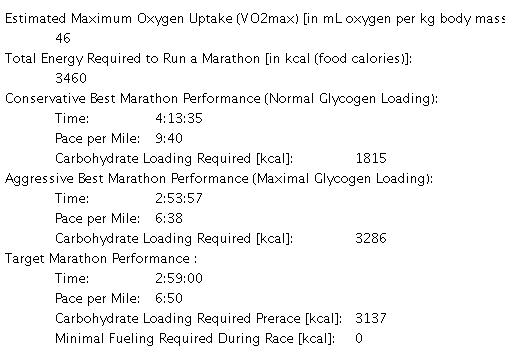 Estimated Maximum Oxygen Uptake (VO2max) [in mL oxygen per kg body mass
46
Total Energy Required to Run a Marathon [in kcal (food calories)]:
3460
Conservative Best Marathon Performance (Normal Glycogen Loading):
Time: 4:13:35
Pace per Mile: 9:40
Carbohydrate Loading Required [kcal]: 1815
Aggressive Best Marathon Performance (Maximal Glycogen Loading):
Time: 2:53:57
Pace per Mile: 6:38
Carbohydrate Loading Required [kcal]: 3286
Target Marathon Performance :
Time: 2:59:00
Pace per Mile: 6:50
Carbohydrate Loading Required Prerace [kcal]: 3137
Minimal Fueling Required During Race [kcal]: 0